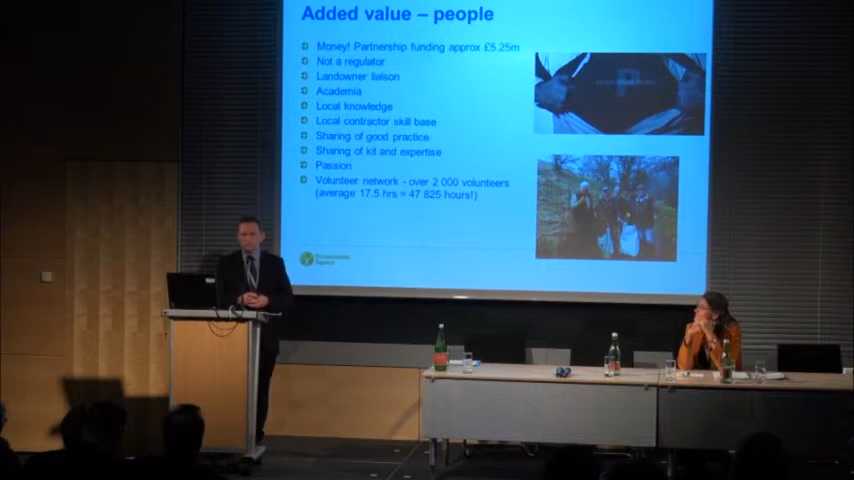 Added value – people
Money! Partnership funding approx £5.25m
Not a regulator
Landowner liaison
Academia
Local knowledge
Local contractor skill base
Sharing of good practice
Sharing of kit and expertise
Passion
Volunteer network - over 2 000 volunteers
(average 17.5 hrs = 47 825 hours!)
P
Environment
Agency